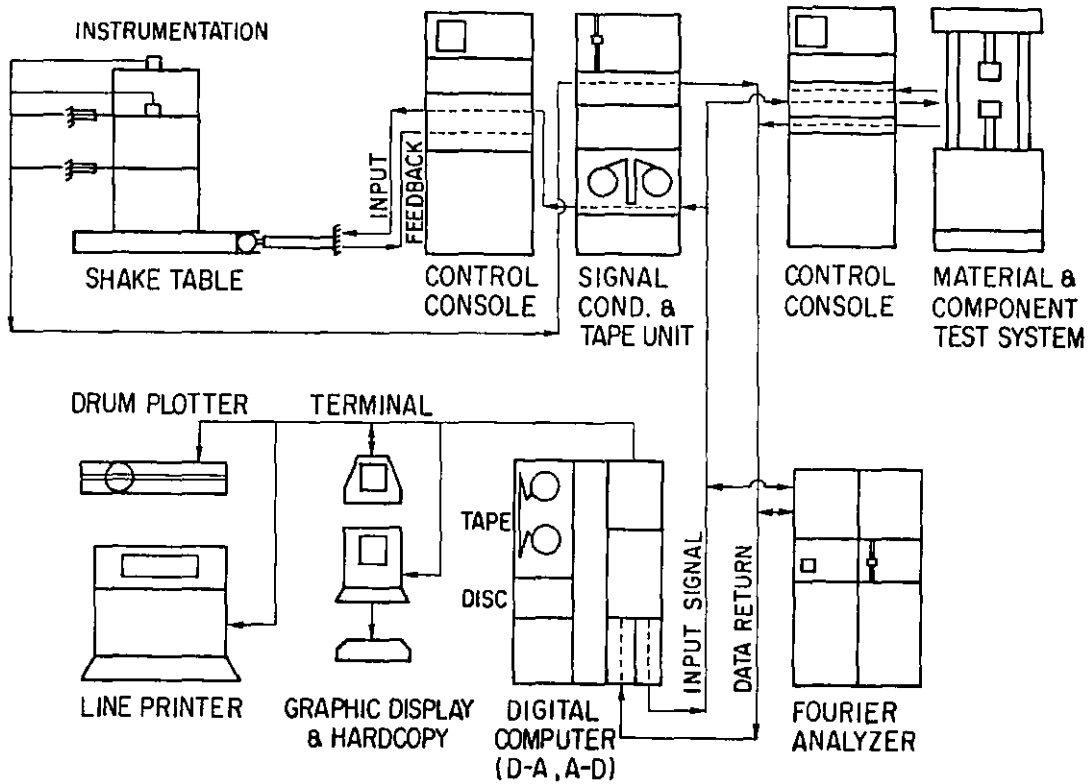 INSTRUMENTATION
INPUT
FEEDBACK
SHAKE TABLE
CONTROL
CONSOLE
SIGNAL
COND. &
TAPE UNIT
CONTROL
CONSOLE
MATERIAL &
COMPONENT
TEST SYSTEM
DRUM PLOTTER
TERMINAL
TAPE
DISC
INPUT SIGNAL
DATA RETURN
LINE PRINTER
GRAPHIC DISPLAY
& HARDCOPY
DIGITAL
COMPUTER
(D-A, A-D)
FOURIER
ANALYZER